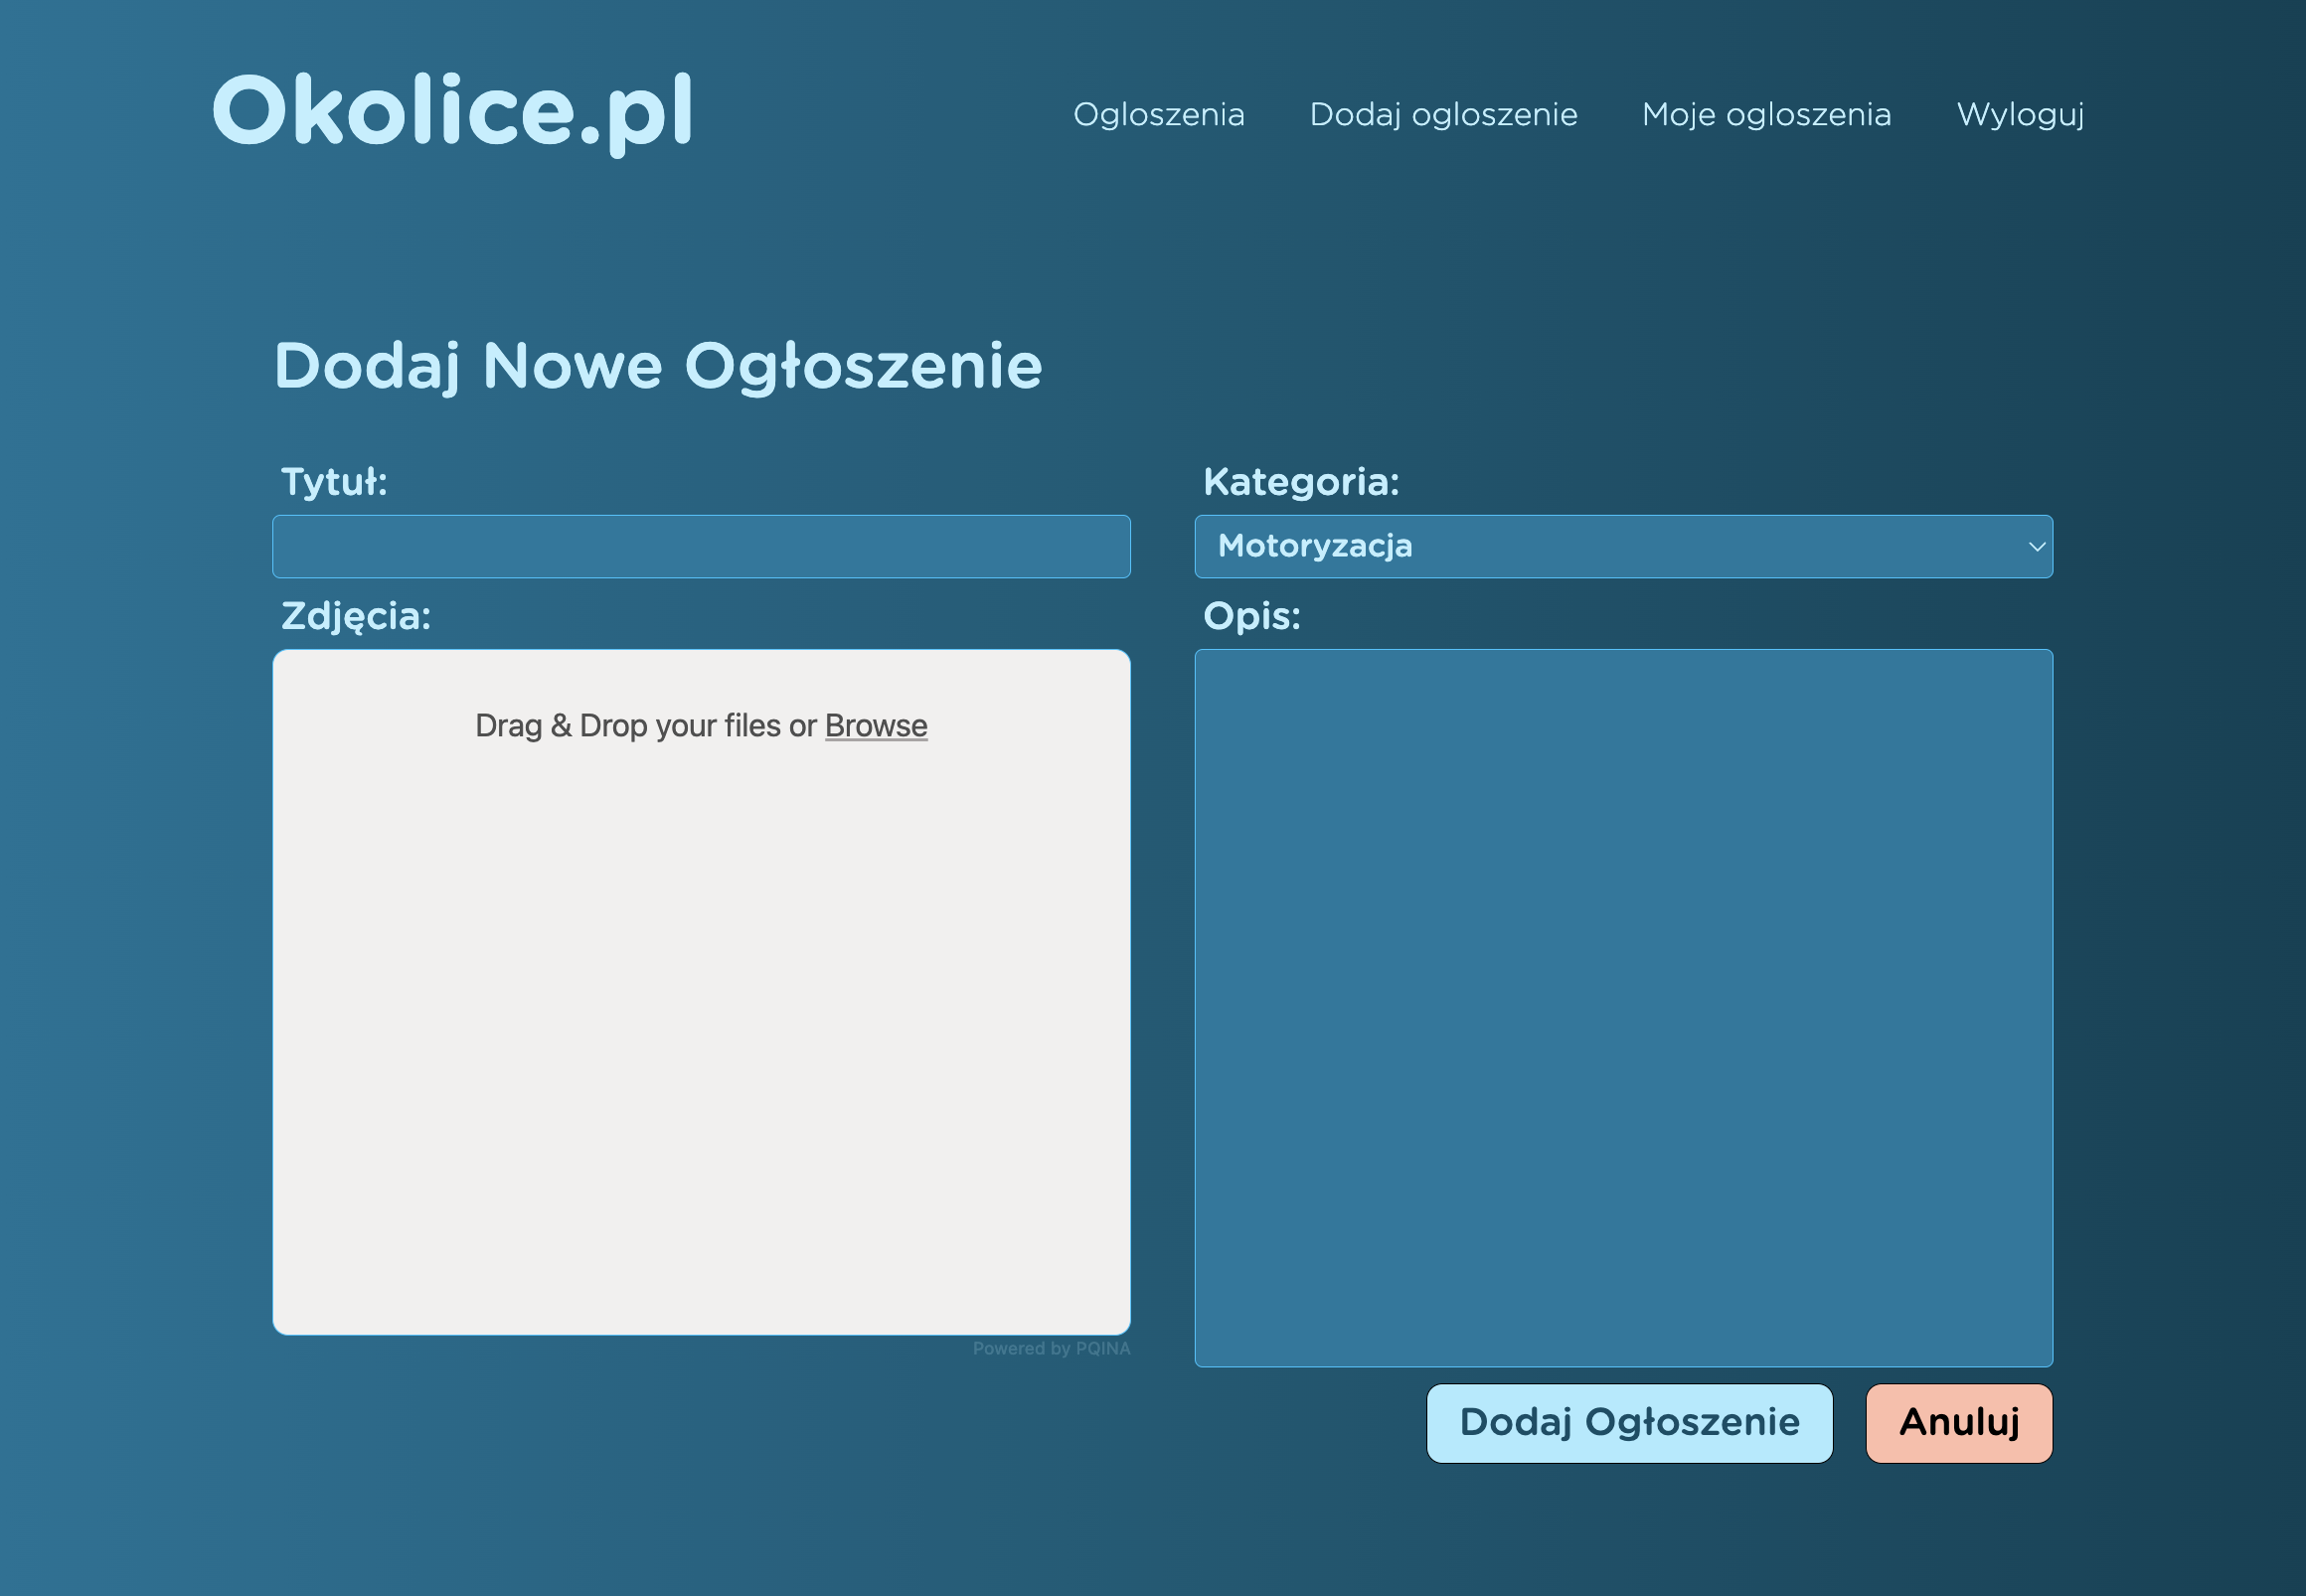 Okolice.pl
Ogloszenia Dodaj ogloszenie Moje ogloszenia Wyloguj
Dodaj Nowe Ogłoszenie
Tytuł:
Kategoria:
Motoryzacja
Zdjęcia:
Opis:
Drag & Drop your files or Browse
Powered by PQINA
Dodaj Ogłoszenie
Anuluj